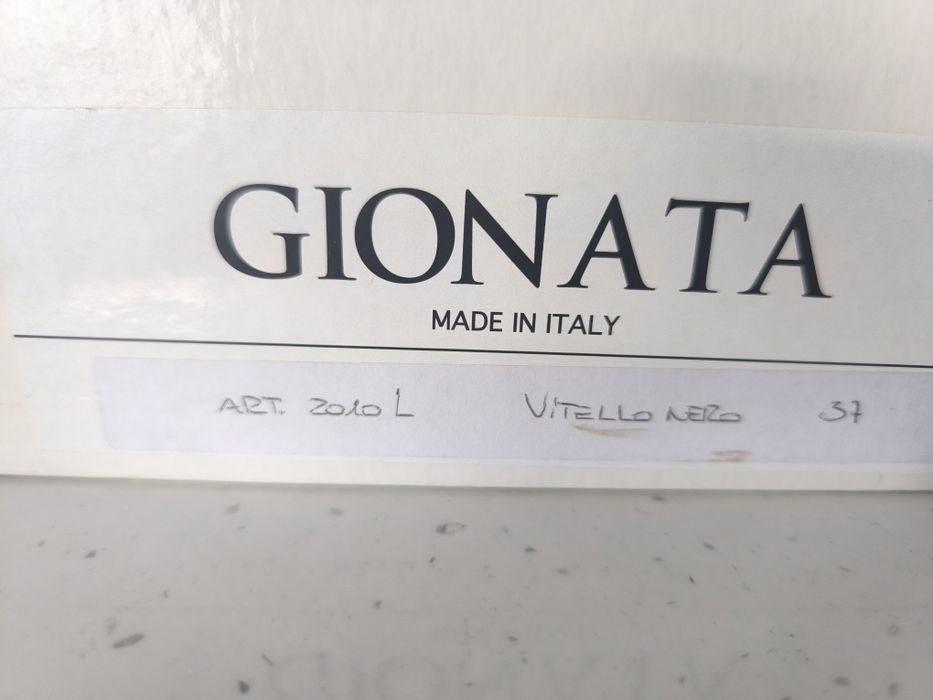 GIONATA
MADE IN ITALY
ART. 2010 L VITELLO NERO 37